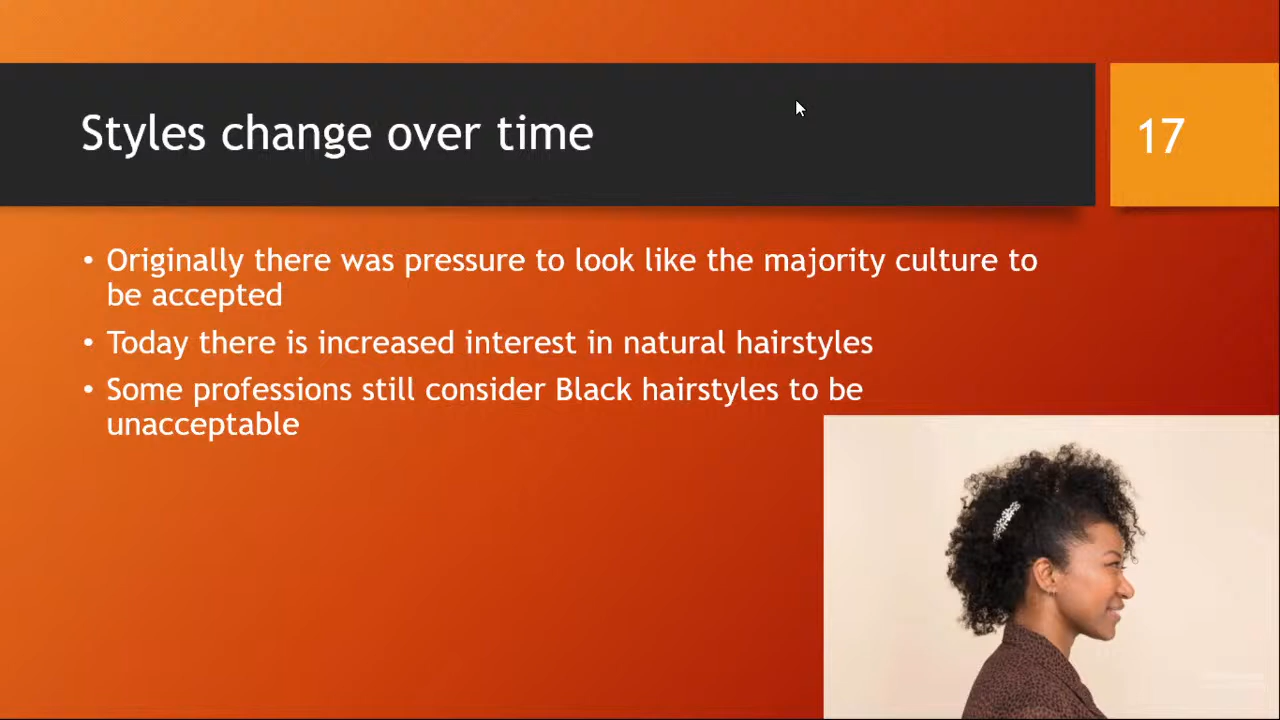 Styles change over time
17
• Originally there was pressure to look like the majority culture to
be accepted
• Today there is increased interest in natural hairstyles
• Some professions still consider Black hairstyles to be
unacceptable